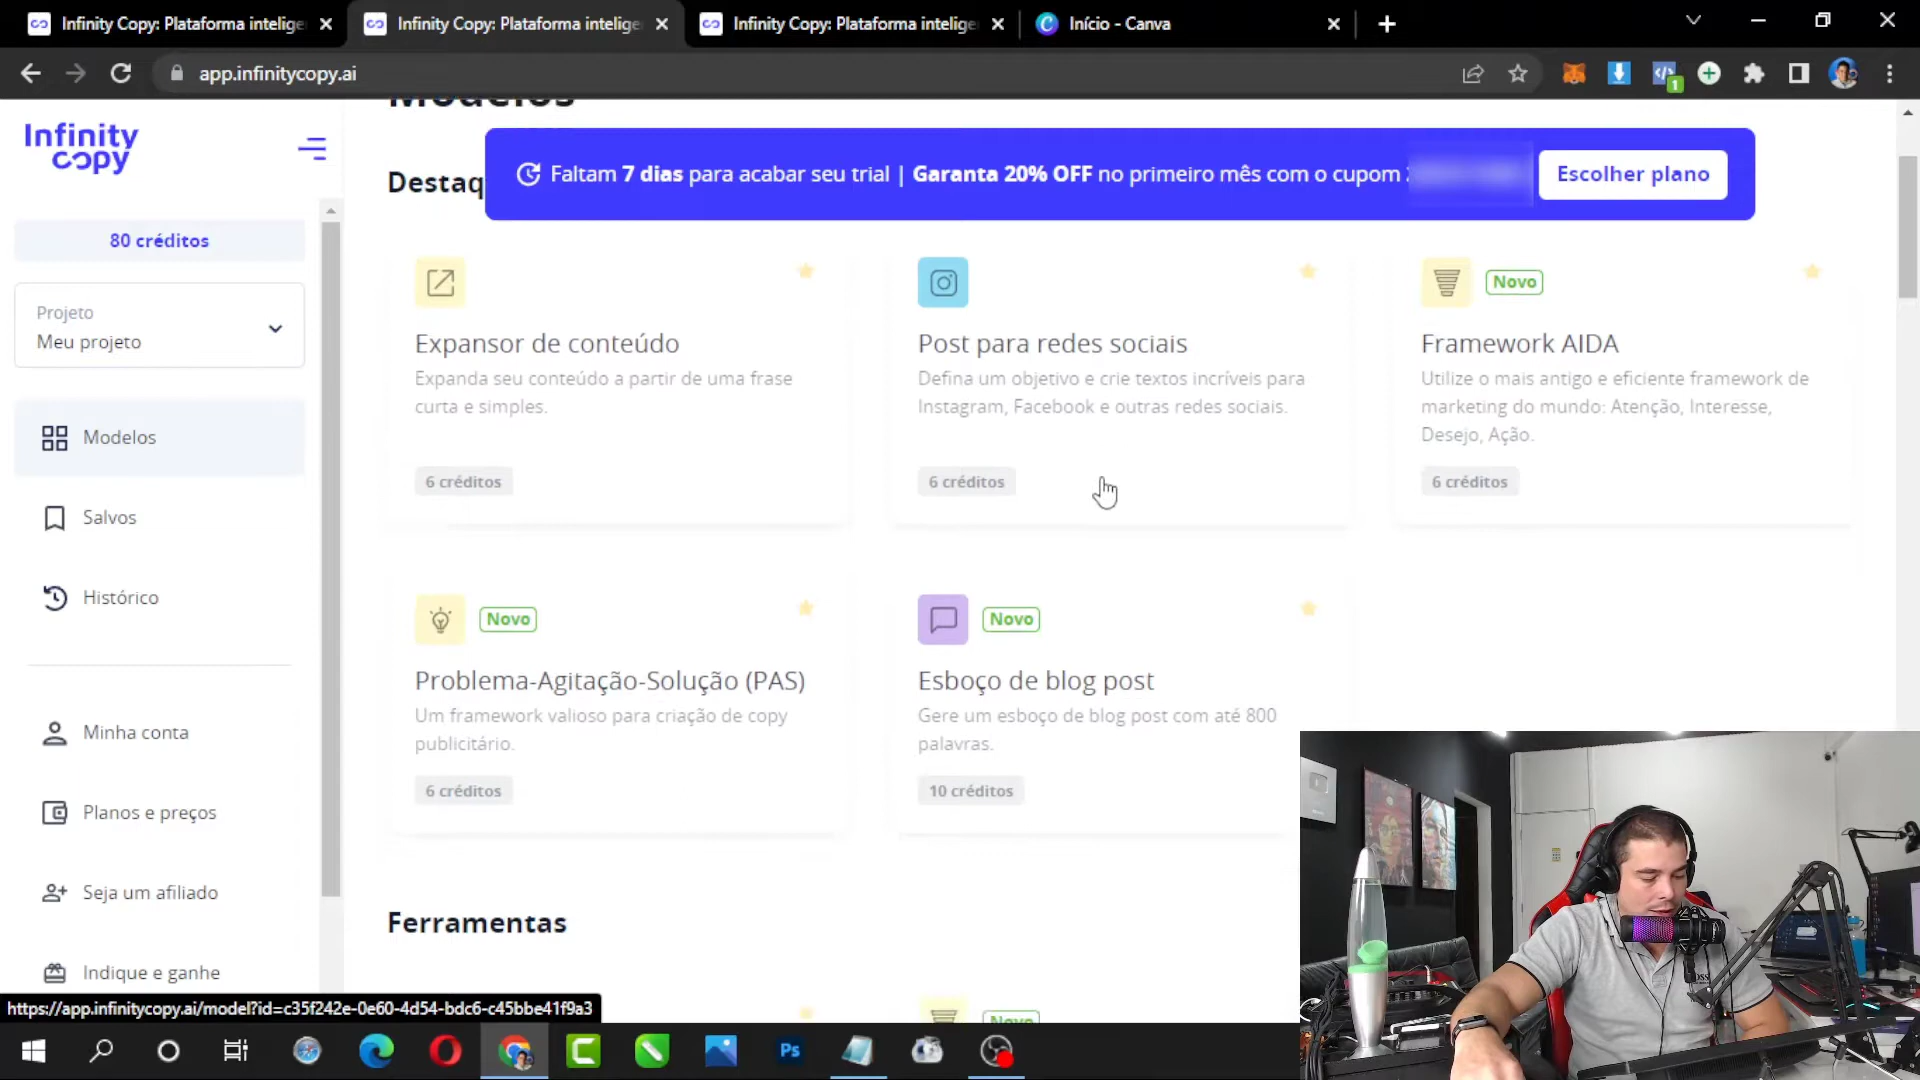 Infinity Copy: Plataforma intelige
Infinity Copy: Plataforma intelige
Infinity Copy: Plataforma intelige
Início - Canva
app.infinitycopy.ai
Modelos
Infinity
copy
Faltam 7 dias para acabar seu trial | Garanta 20% OFF no primeiro mês com o cupom
Escolher plano
Destaq
80 créditos
Projeto
Meu projeto
Modelos
Salvos
Histórico
Minha conta
Planos e preços
Seja um afiliado
Indique e ganhe
Expansor de conteúdo
Expanda seu conteúdo a partir de uma frase
curta e simples.
6 créditos
Post para redes sociais
Defina um objetivo e crie textos incríveis para
Instagram, Facebook e outras redes sociais.
6 créditos
Novo
Framework AIDA
Utilize o mais antigo e eficiente framework de
marketing do mundo: Atenção, Interesse,
Desejo, Ação.
6 créditos
Novo
Problema-Agitação-Solução (PAS)
Um framework valioso para criação de copy
publicitário.
6 créditos
Novo
Esboço de blog post
Gere um esboço de blog post com até 800
palavras.
10 créditos
Ferramentas
Novo
https://app.infinitycopy.ai/model?id=c35f242e-0e60-4d54-bdc6-c45bbe41f9a3
Ps